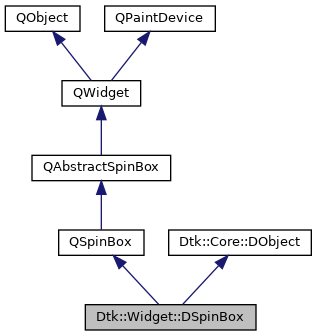 QObject
QPaintDevice
QWidget
QAbstractSpinBox
QSpinBox
Dtk::Core::DObject
Dtk::Widget::DSpinBox